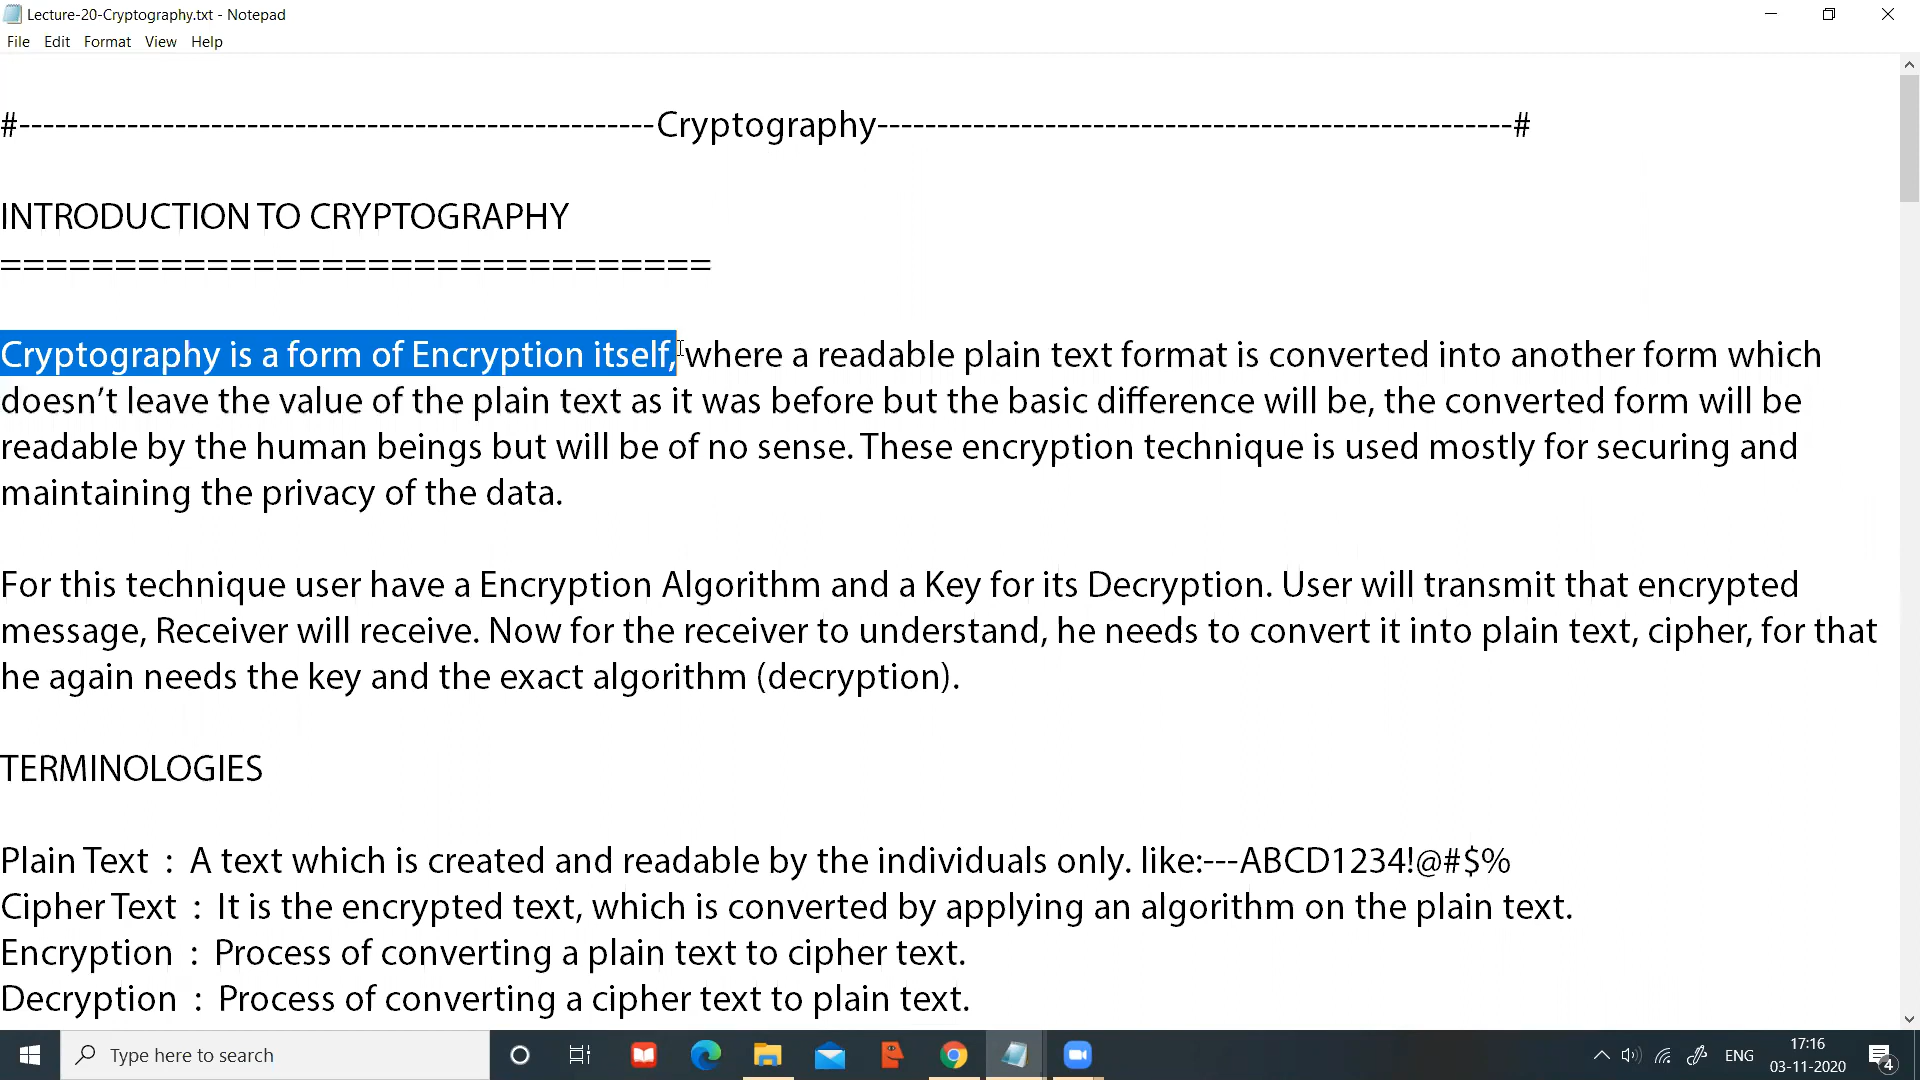 Lecture-20-Cryptography.txt - Notepad
File Edit Format View Help
#-----------------------------------------------------Cryptography-----------------------------------------------------#
INTRODUCTION TO CRYPTOGRAPHY
===============================
Cryptography is a form of Encryption itself, where a readable plain text format is converted into another form which
doesn’t leave the value of the plain text as it was before but the basic difference will be, the converted form will be
readable by the human beings but will be of no sense. These encryption technique is used mostly for securing and
maintaining the privacy of the data.
For this technique user have a Encryption Algorithm and a Key for its Decryption. User will transmit that encrypted
message, Receiver will receive. Now for the receiver to understand, he needs to convert it into plain text, cipher, for that
he again needs the key and the exact algorithm (decryption).
TERMINOLOGIES
Plain Text : A text which is created and readable by the individuals only. like:---ABCD1234!@#$%
Cipher Text : It is the encrypted text, which is converted by applying an algorithm on the plain text.
Encryption : Process of converting a plain text to cipher text.
Decryption : Process of converting a cipher text to plain text.
Type here to search
ENG
17:16
03-11-2020
4